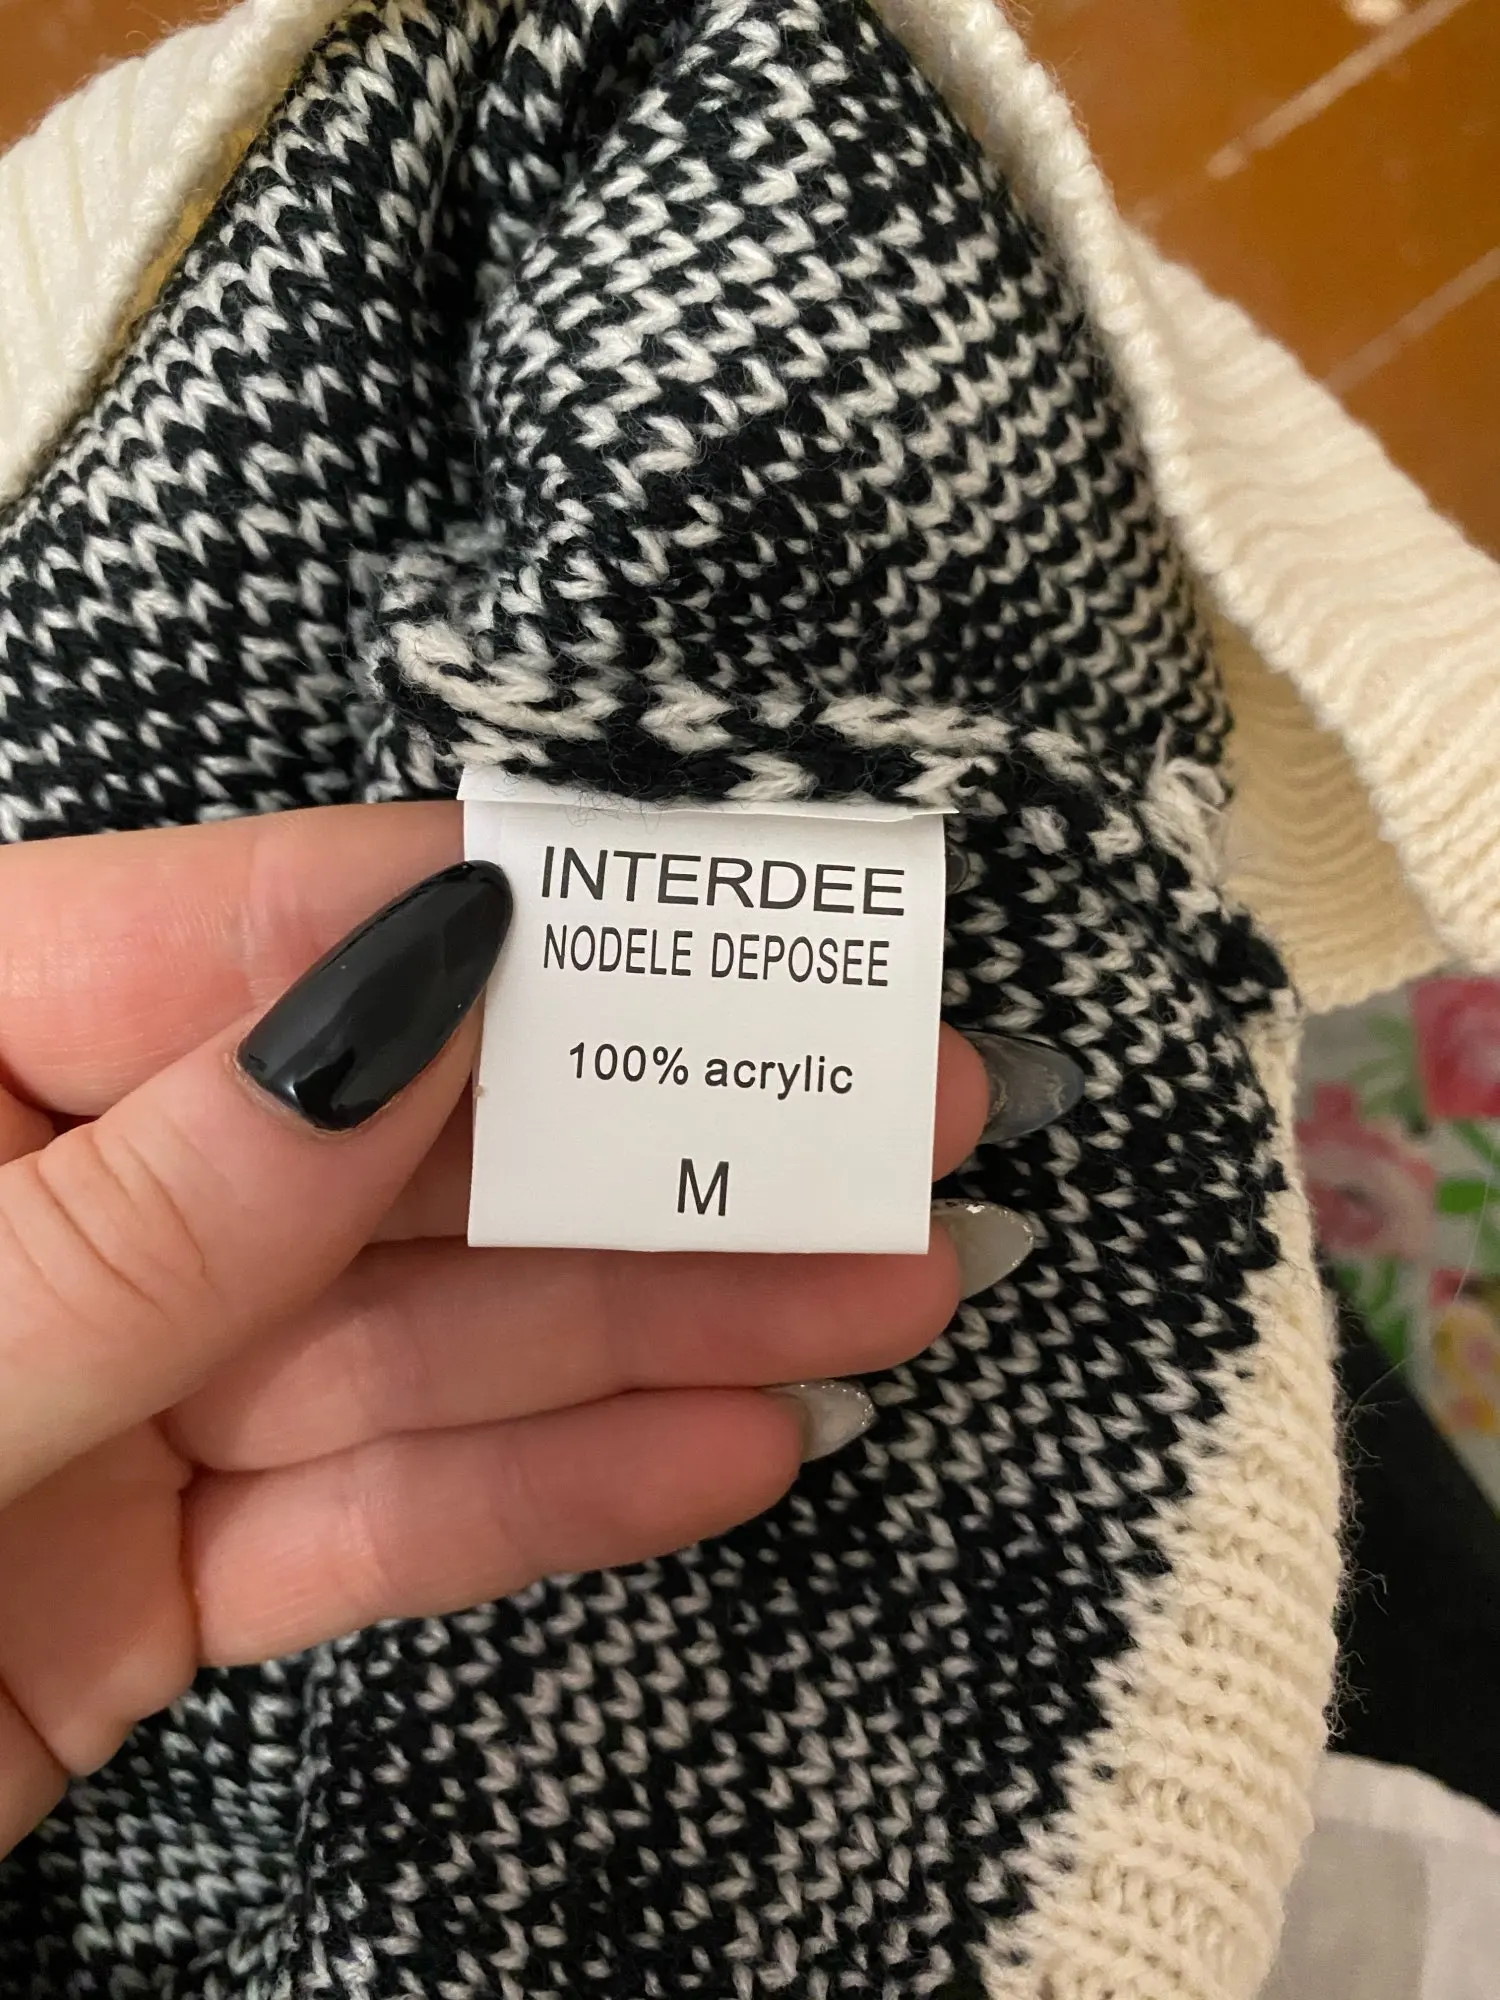 INTERDEE
NODELE DEPOSEE
100% acrylic
M